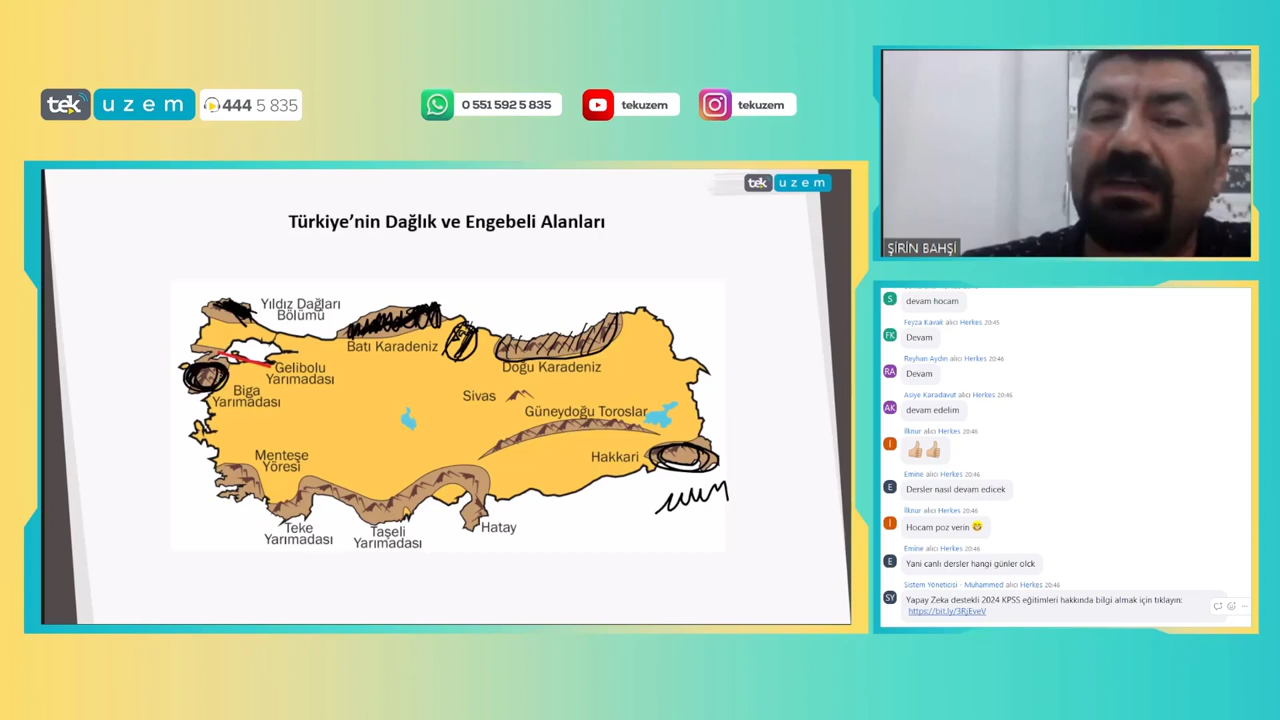 tek uzem 444 5 835
0 551 592 5 835
tekuzem
tekuzem
tek uzem
Türkiye'nin Dağlık ve Engebeli Alanları
Yıldız Dağları
Bölümü
Batı Karadeniz
Gelibolu
Yarımadası
Biga
Yarımadası
Doğu Karadeniz
Sivas
Güneydoğu Toroslar
Menteşe
Yöresi
Hakkari
Teke
Yarımadası
Taşeli
Yarımadası
Hatay
ŞİRİN BAHŞİ
S
devam hocam
Feyza Kavak alıcı Herkes 20:45
FK
Devam
Reyhan Aydın alıcı Herkes 20:46
RA
Devam
Asiye Karadavut alıcı Herkes 20:46
AK
devam edelim
İlknur alıcı Herkes 20:46
İ
👍👍
Emine alıcı Herkes 20:46
E
Dersler nasıl devam edicek
İlknur alıcı Herkes 20:46
İ
Hocam poz verin 😄
Emine alıcı Herkes 20:46
E
Yani canlı dersler hangi günler olck
Sistem Yöneticisi - Muhammed alıcı Herkes 20:46
SY
Yapay Zeka destekli 2024 KPSS eğitimleri hakkında bilgi almak için tıklayın:
https://bit.ly/3RjEveV